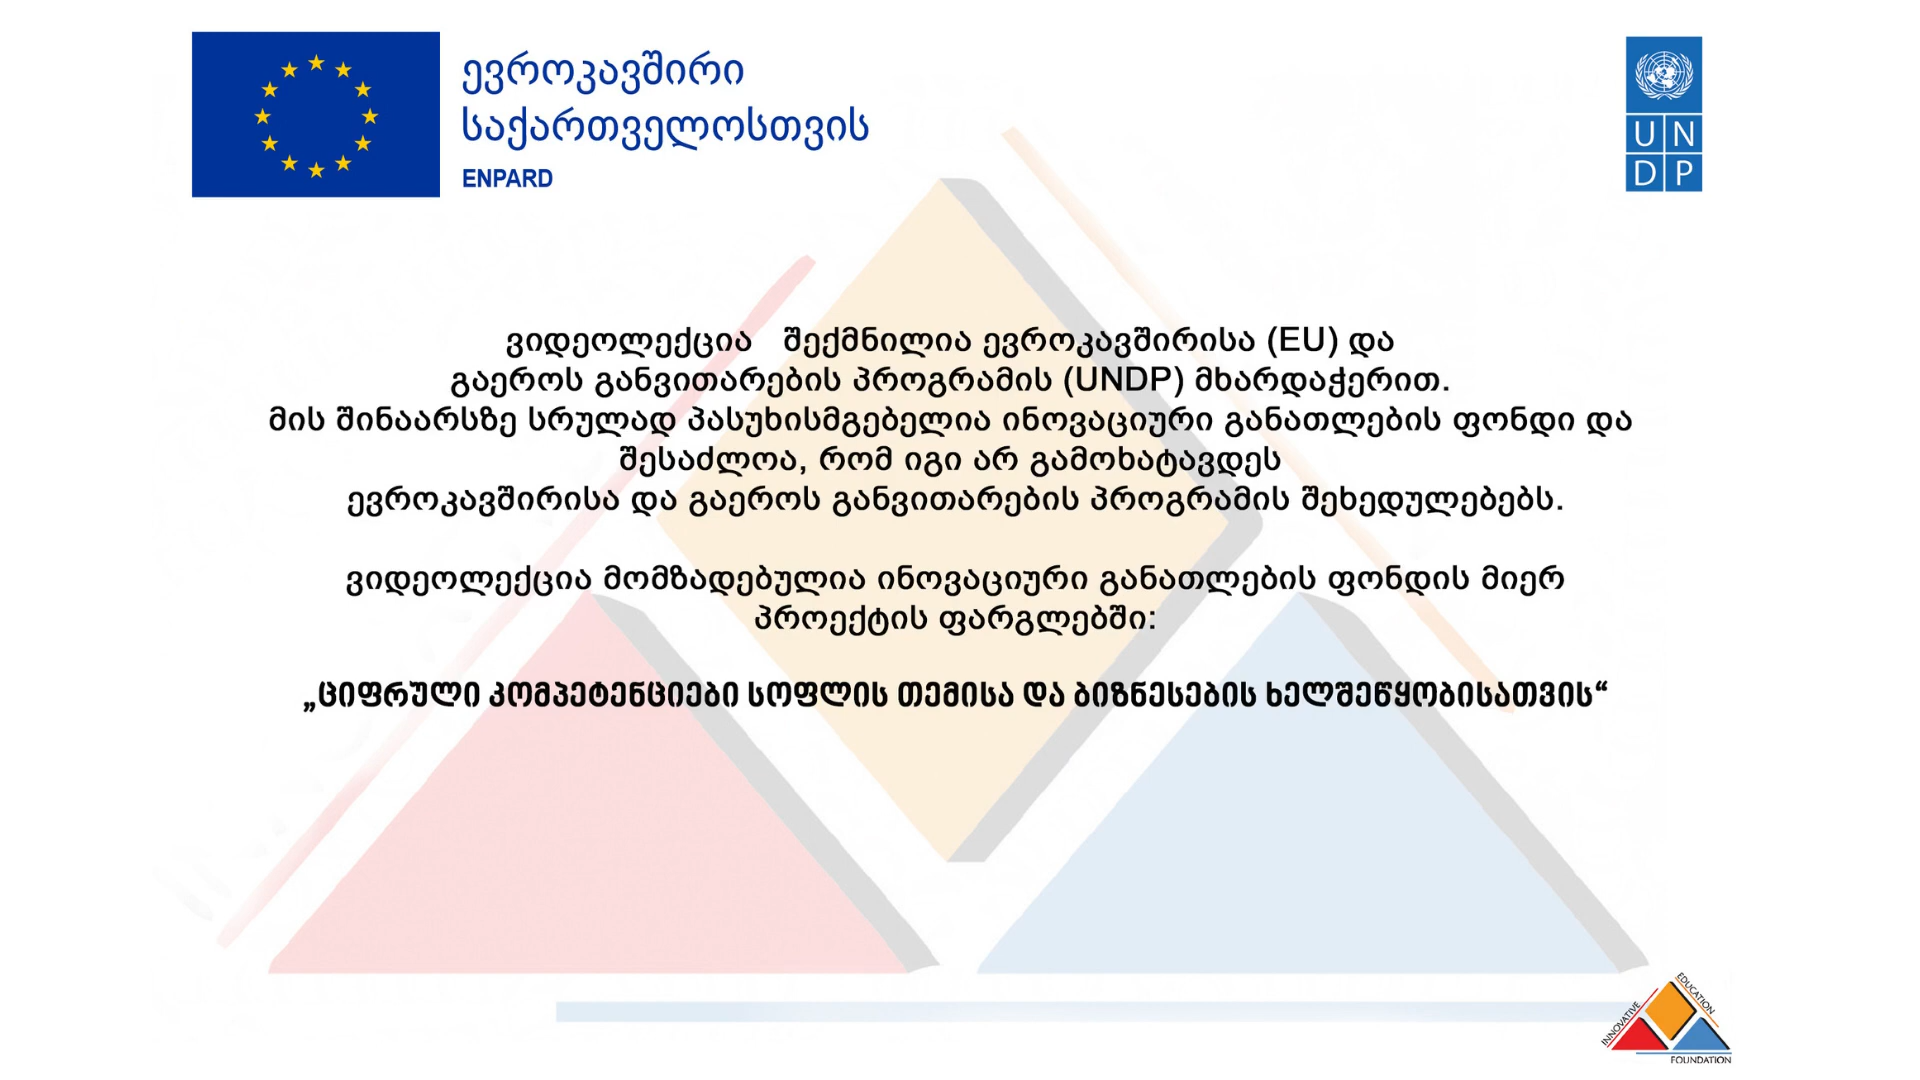 ევროკავშირი
საქართველოსთვის
ENPARD
UN
DP
ვიდეოლექცია შექმნილია ევროკავშირისა (EU) და
გაეროს განვითარების პროგრამის (UNDP) მხარდაჭერით.
მის შინაარსზე სრულად პასუხისმგებელია ინოვაციური განათლების ფონდი და
შესაძლოა, რომ იგი არ გამოხატავდეს
ევროკავშირისა და გაეროს განვითარების პროგრამის შეხედულებებს.
ვიდეოლექცია მომზადებულია ინოვაციური განათლების ფონდის მიერ
პროექტის ფარგლებში:
„ციფრული კომპეტენციები სოფლის თემისა და ბიზნესების ხელშეწყობისათვის“
INNOVATIVE
EDUCATION
FOUNDATION